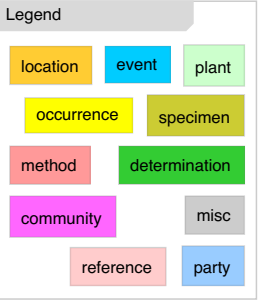 Legend
location event plant
occurrence specimen
method determination
community misc
reference party